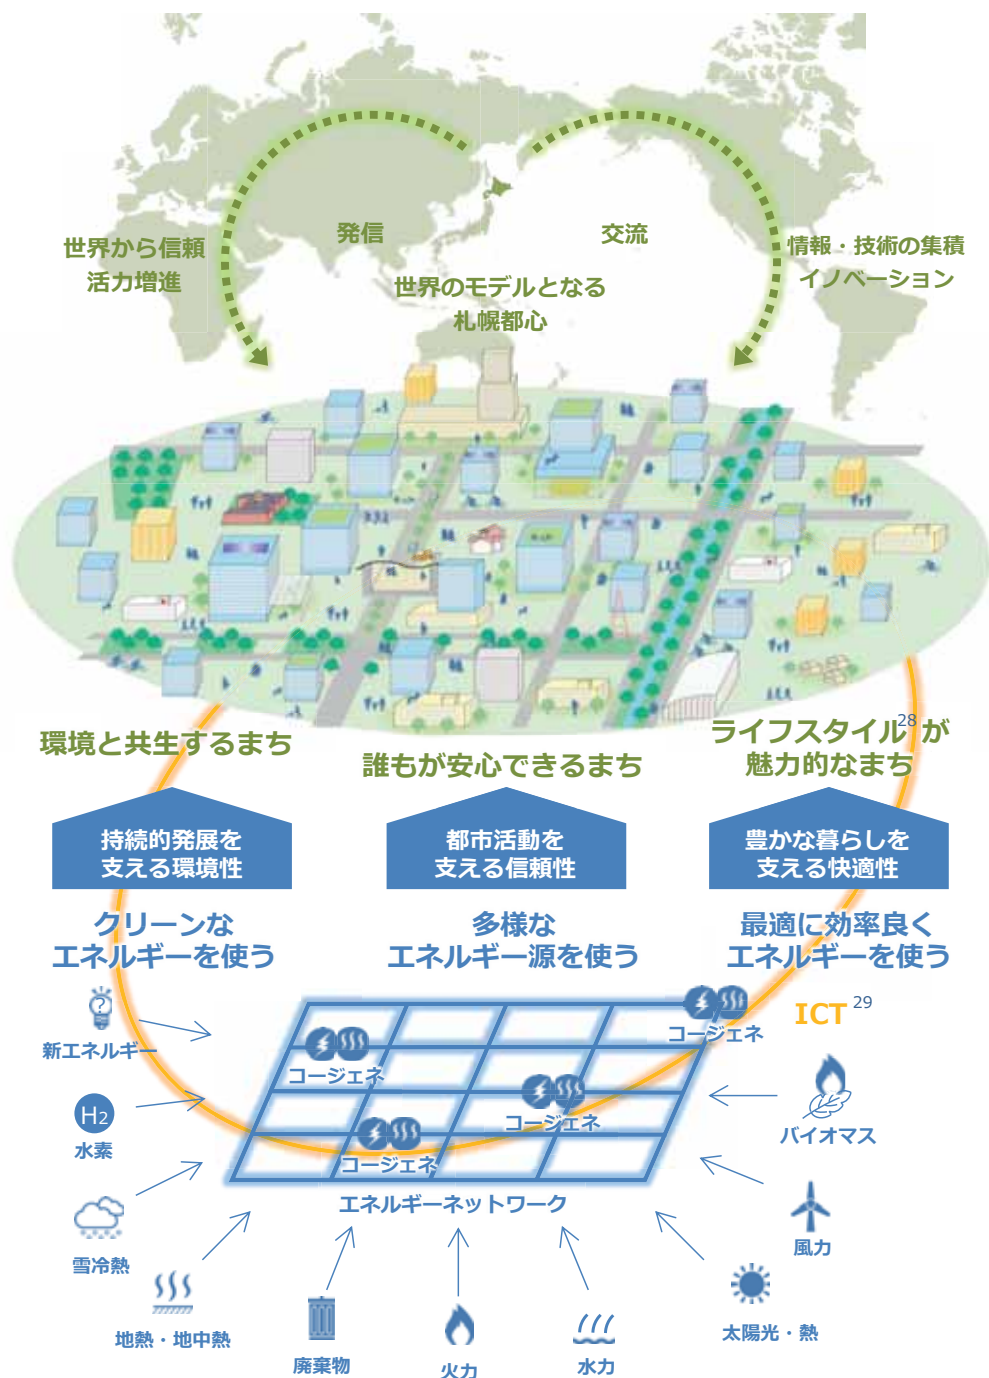 世界から信頼
活力増進
発信
交流
情報・技術の集積
イノベーション
世界のモデルとなる
札幌都心
環境と共生するまち
誰もが安心できるまち
ライフスタイル28が
魅力的なまち
持続的発展を
支える環境性
都市活動を
支える信頼性
豊かな暮らしを
支える快適性
クリーンな
エネルギーを使う
多様な
エネルギー源を使う
最適に効率良く
エネルギーを使う
ICT 29
?
新エネルギー
コージェネ
コージェネ
コージェネ
コージェネ
H2
水素
バイオマス
エネルギーネットワーク
雪冷熱
風力
地熱・地中熱
太陽光・熱
廃棄物
火力
水力